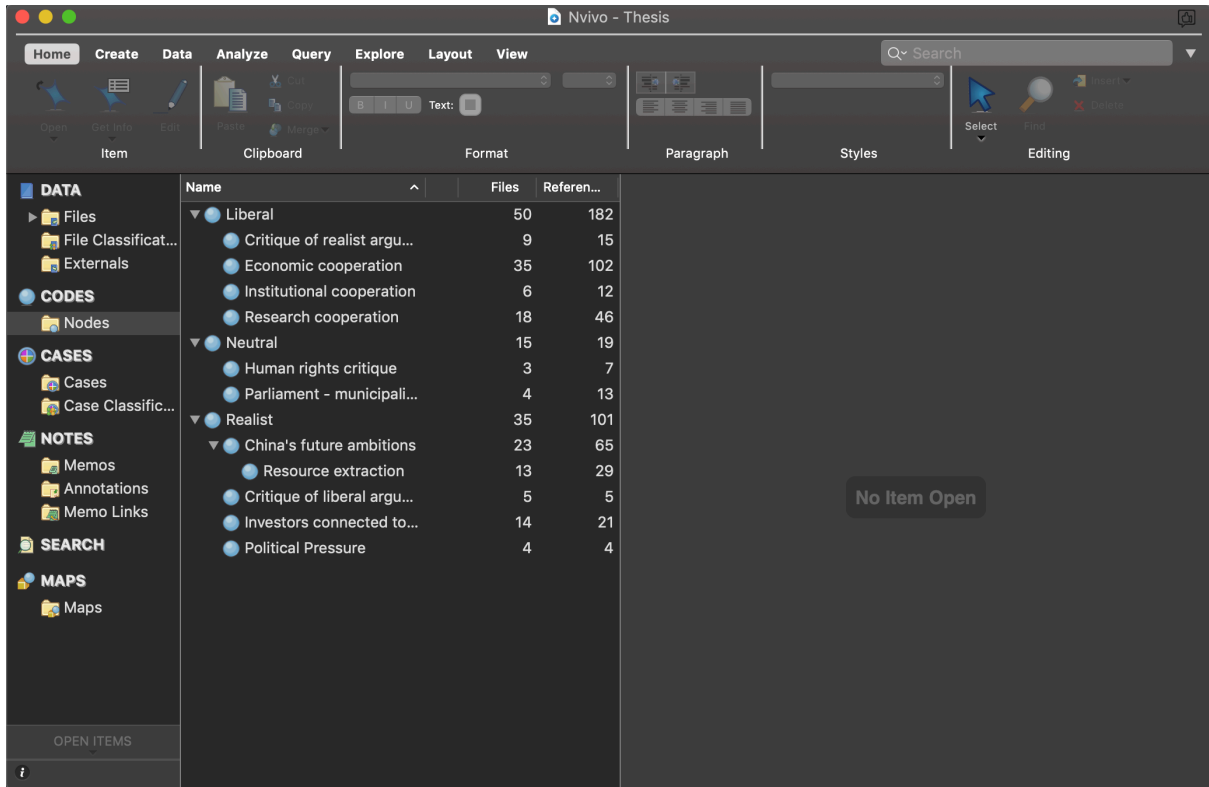 Nvivo - Thesis
Home Create Data Analyze Query Explore Layout View Search
Cut
Copy
Merge
B I U Text:
Insert
Delete
Open Get Info Edit Paste Select Find
Item Clipboard Format Paragraph Styles Editing
DATA
Files
File Classificat...
Externals
CODES
Nodes
CASES
Cases
Case Classific...
NOTES
Memos
Annotations
Memo Links
SEARCH
MAPS
Maps
OPEN ITEMS
Name Files Referen...
Liberal 50 182
Critique of realist argu... 9 15
Economic cooperation 35 102
Institutional cooperation 6 12
Research cooperation 18 46
Neutral 15 19
Human rights critique 3 7
Parliament - municipali... 4 13
Realist 35 101
China's future ambitions 23 65
Resource extraction 13 29
Critique of liberal argu... 5 5
Investors connected to... 14 21
Political Pressure 4 4
No Item Open